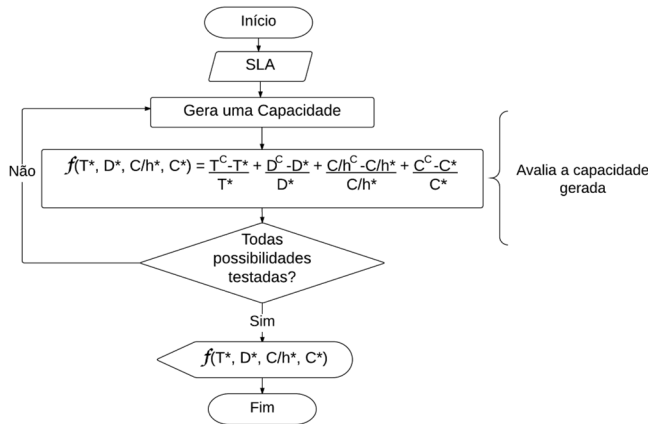 Início
SLA
Gera uma Capacidade
Não
f(T*, D*, C/h*, C*) = T^C-T* + D^C-D* + C/h^C-C/h* + C^C-C*
T* D* C/h* C*
Avalia a capacidade
gerada
Todas
possibilidades
testadas?
Sim
f(T*, D*, C/h*, C*)
Fim